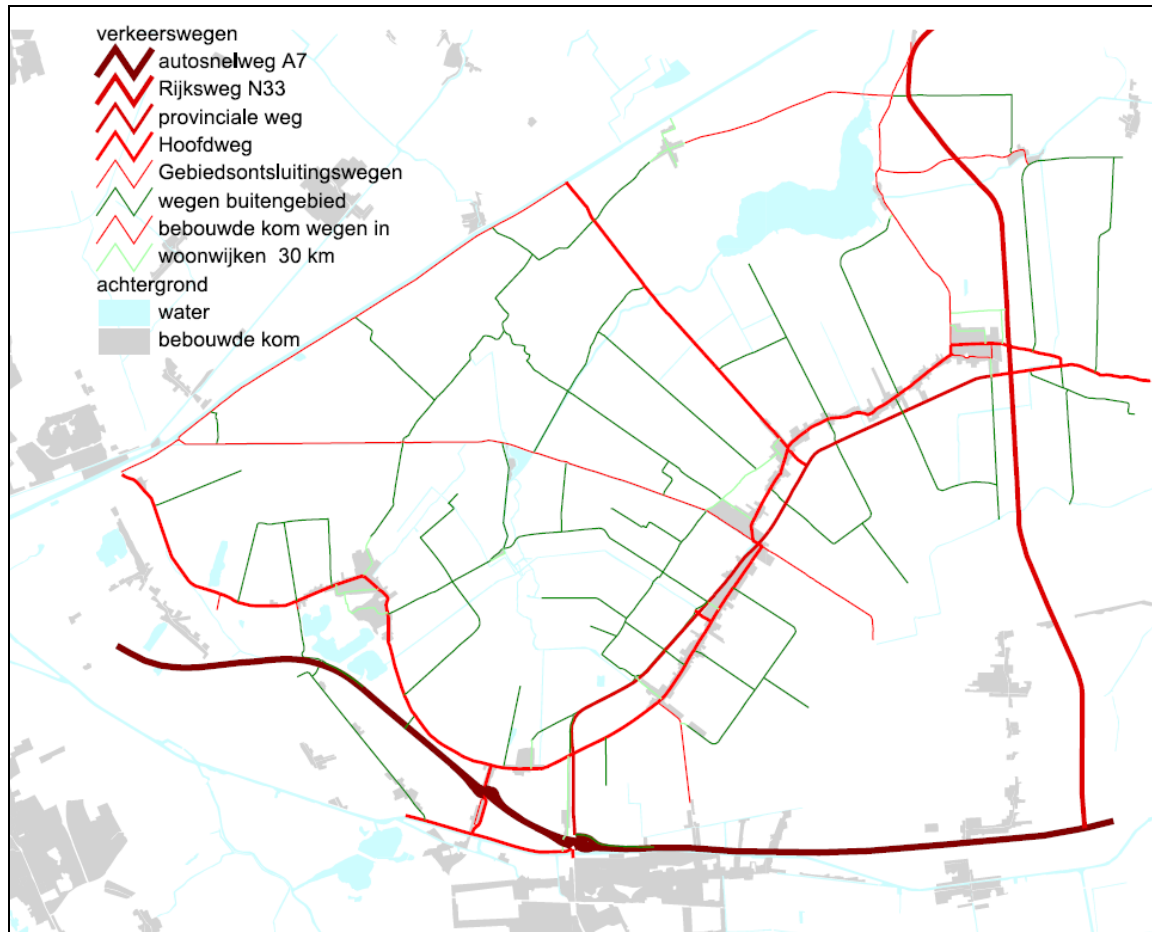 verkeerswegen
autosnelweg A7
Rijksweg N33
provinciale weg
Hoofdweg
Gebiedsontsluitingswegen
wegen buitengebied
bebouwde kom wegen in
woonwijken 30 km
achtergrond
water
bebouwde kom